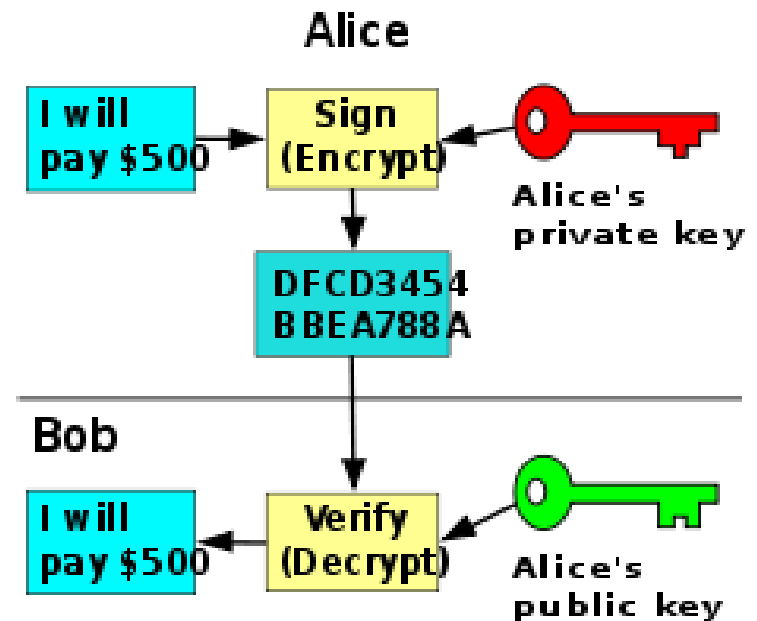 Alice
I will
pay $500
Sign
(Encrypt)
Alice's
private key
DFCD3454
BBEA788A
Bob
I will
pay $500
Verify
(Decrypt)
Alice's
public key